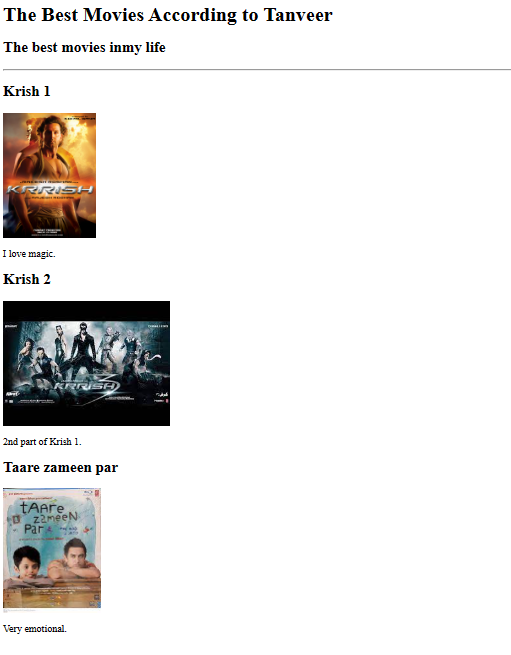 The Best Movies According to Tanveer
The best movies inmy life
Krish 1
KRRISH
I love magic.
Krish 2
KRRISH 3
2nd part of Krish 1.
Taare zameen par
tAAre
zameeN
Par
Very emotional.